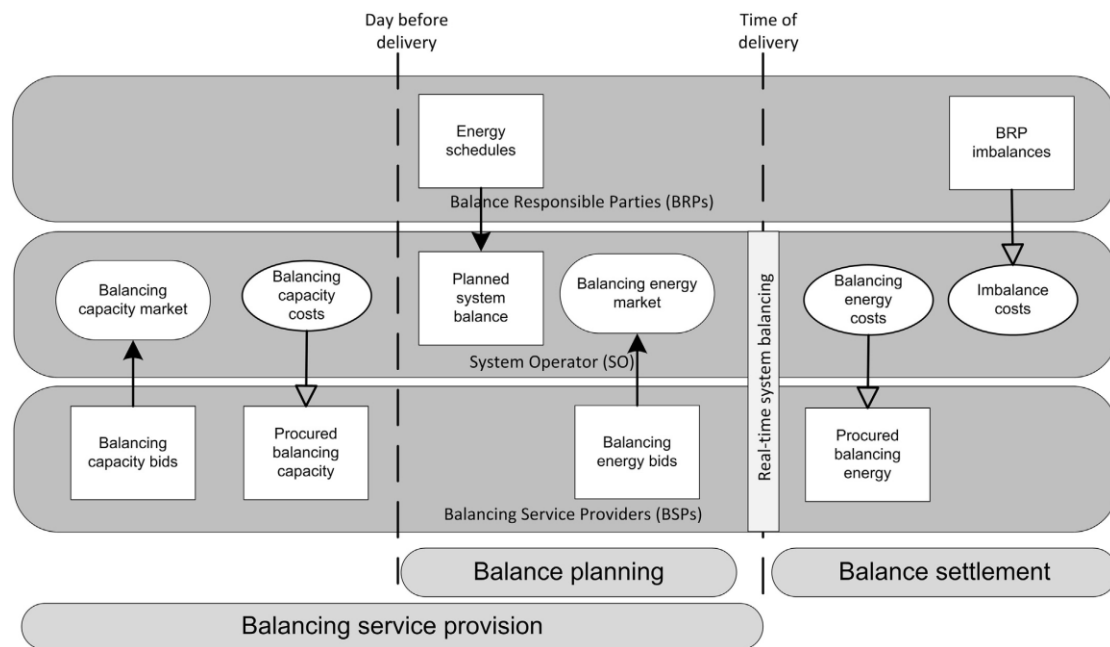 Day before
delivery
Time of
delivery
Energy
schedules
BRP
imbalances
Balance Responsible Parties (BRPs)
Balancing
capacity market
Balancing
capacity
costs
Planned
system
balance
Balancing energy
market
Real-time system balancing
Balancing
energy
costs
Imbalance
costs
System Operator (SO)
Balancing
capacity bids
Procured
balancing
capacity
Balancing
energy bids
Procured
balancing
energy
Balancing Service Providers (BSPs)
Balance planning
Balance settlement
Balancing service provision